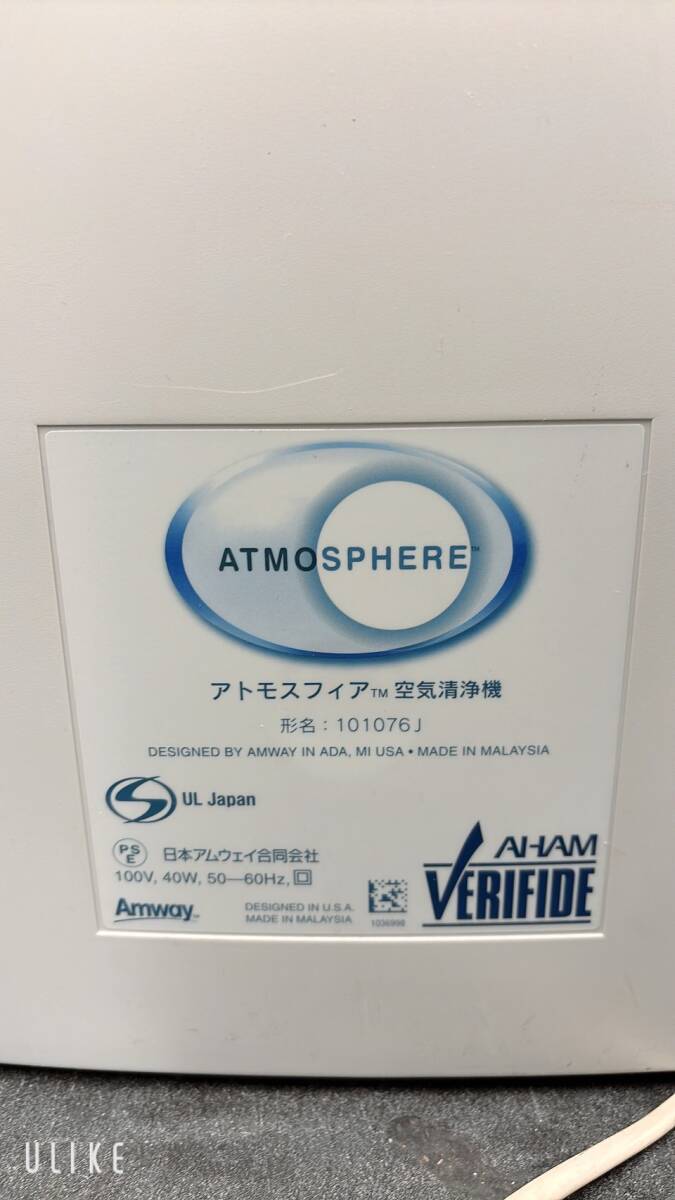 ATMOSPHERE™
アトモスフィア™ 空気清浄機
形名：101076J
DESIGNED BY AMWAY IN ADA, MI USA • MADE IN MALAYSIA
UL Japan
PSE 日本アムウェイ合同会社
100V, 40W, 50—60Hz,
Amway™
DESIGNED IN U.S.A.
MADE IN MALAYSIA
1036998
AHAM
VERIFIDE
ULIKE